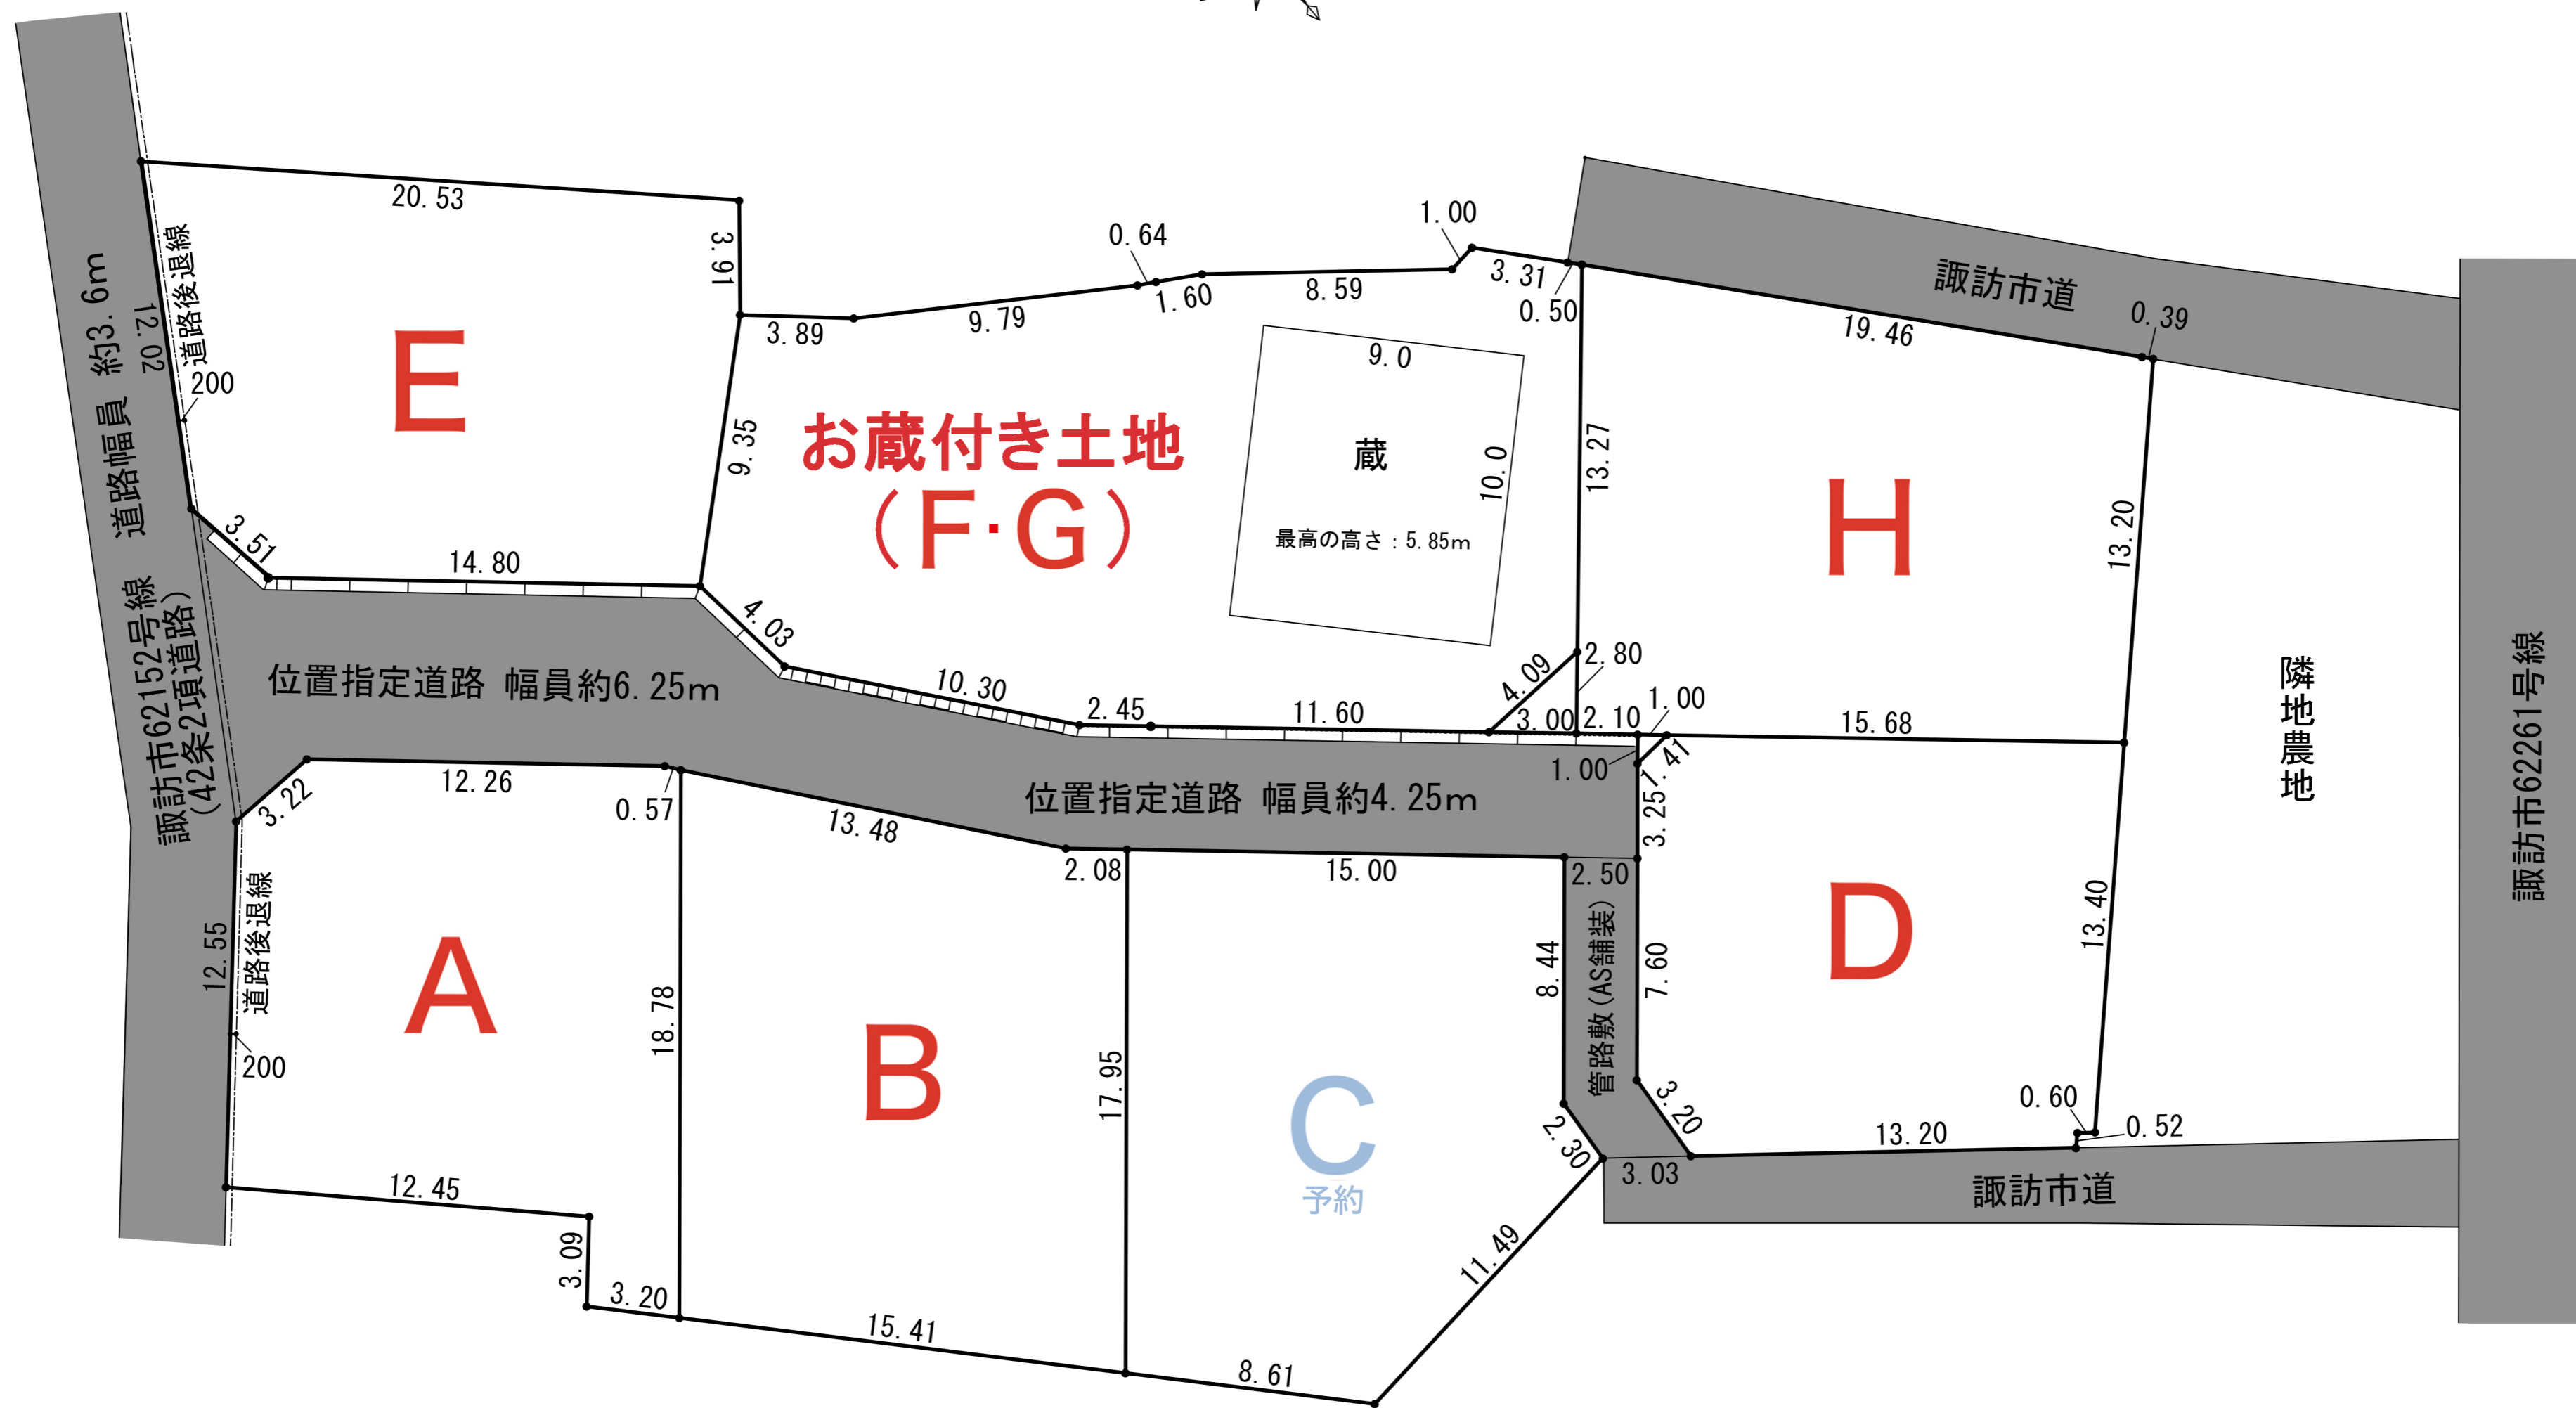 20.53
3.91
道路後退線
12.02
200
E
3.51
14.80
9.35
3.89
9.79
0.64
1.60
8.59
1.00
3.31
0.50
お蔵付き土地
（F・G）
9.0
蔵
10.0
最高の高さ：5.85m
13.27
諏訪市道
19.46
0.39
H
13.20
4.03
10.30
2.45
11.60
4.09
3.00
2.80
2.10
1.00
15.68
1.00
1.41
3.25
道路幅員 約3.6m
諏訪市62152号線
(42条2項道路)
位置指定道路 幅員約6.25m
位置指定道路 幅員約4.25m
隣地農地
諏訪市62261号線
3.22
12.26
0.57
13.48
2.08
15.00
2.50
道路後退線
12.55
200
A
18.78
B
17.95
C
予約
8.44
管路敷(AS舗装)
7.60
D
13.40
2.30
3.20
3.03
13.20
0.60
0.52
諏訪市道
12.45
3.09
3.20
15.41
8.61
11.49